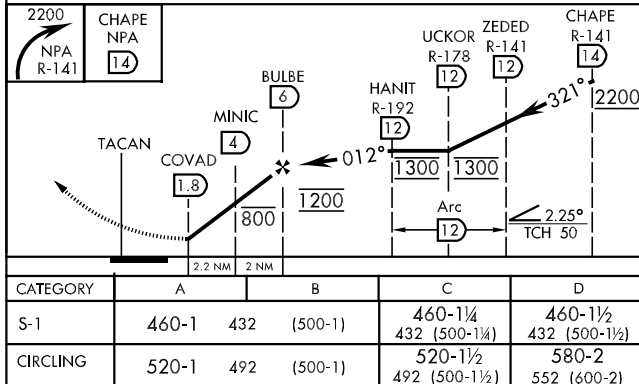 2200
NPA
R-141
CHAPE
NPA
14
TACAN
COVAD
1.8
MINIC
4
BULBE
6
HANIT
R-192
12
UCKOR
R-178
12
ZEDED
R-141
12
CHAPE
R-141
14
321°
2200
012°
1300
1300
1200
800
Arc
12
2.25°
TCH 50
2.2 NM
2 NM
CATEGORY A B C D
S-1 460-1 432 (500-1) 460-1¼ 432 (500-1¼) 460-1½ 432 (500-1½)
CIRCLING 520-1 492 (500-1) 520-1½ 492 (500-1½) 580-2 552 (600-2)